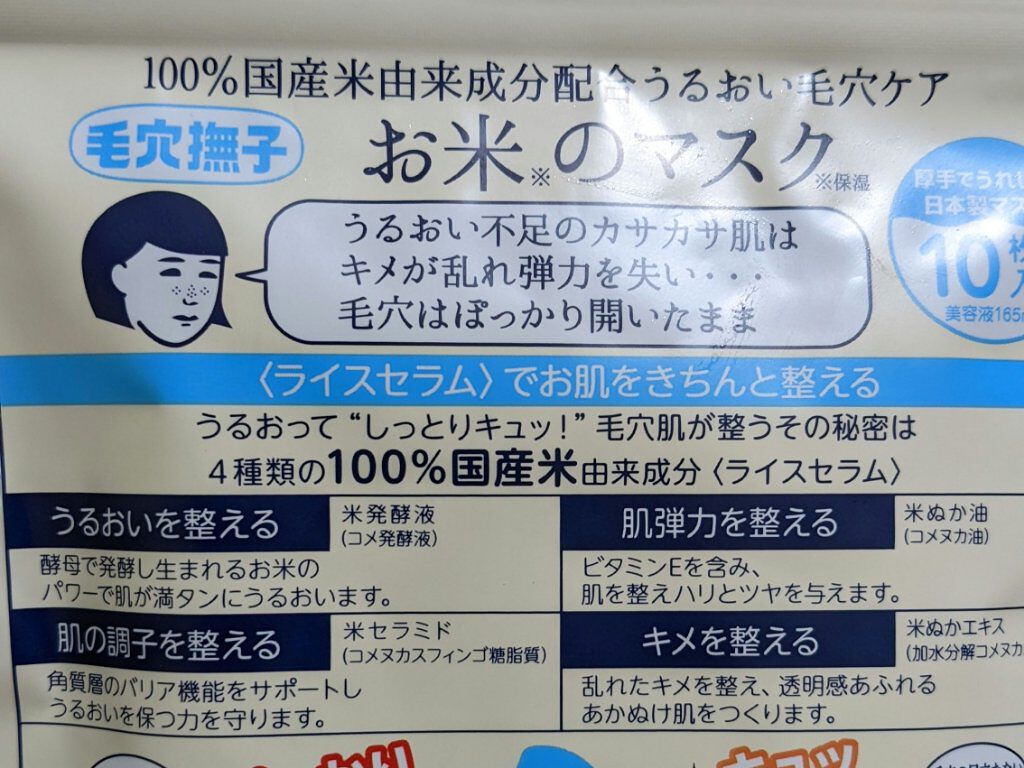 100%国産米由来成分配合うるおい毛穴ケア
毛穴撫子
お米※のマスク
※保湿
厚手でうれ
日本製マス
10枚
美容液165
うるおい不足のカサカサ肌は
キメが乱れ弾力を失い・・・
毛穴はぽっかり開いたまま
〈ライスセラム〉でお肌をきちんと整える
うるおって“しっとりキュッ!”毛穴肌が整うその秘密は
4種類の100%国産米由来成分〈ライスセラム〉
うるおいを整える
米発酵液
(コメ発酵液)
酵母で発酵し生まれるお米の
パワーで肌が満タンにうるおいます。
肌弾力を整える
米ぬか油
(コメヌカ油)
ビタミンEを含み、
肌を整えハリとツヤを与えます。
肌の調子を整える
米セラミド
(コメヌカスフィンゴ糖脂質)
角質層のバリア機能をサポートし
うるおいを保つ力を守ります。
キメを整える
米ぬかエキス
(加水分解コメヌカ
乱れたキメを整え、透明感あふれる
あかぬけ肌をつくります。